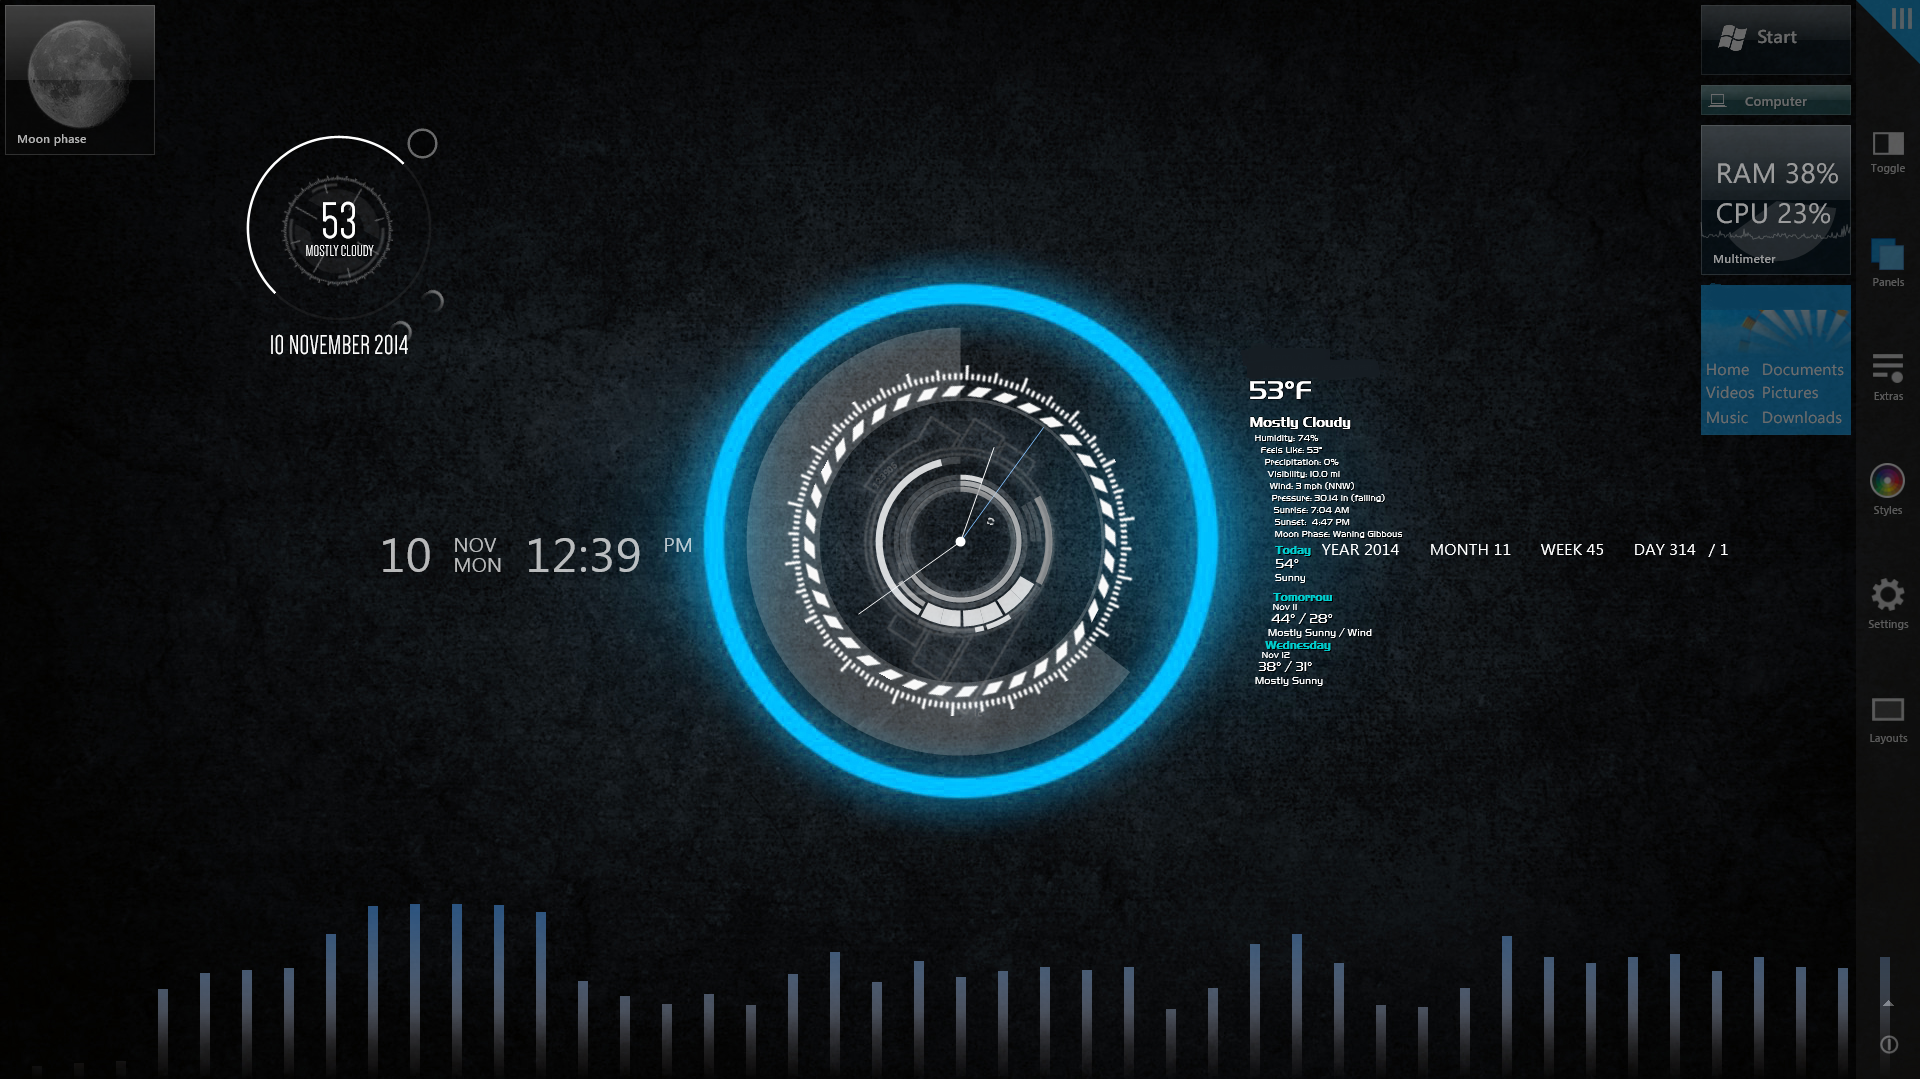 Moon phase
53
MOSTLY CLOUDY
10 NOVEMBER 2014
10 NOV MON 12:39 PM
53°F
Mostly Cloudy
Humidity: 74%
Feels Like: 53°
Precipitation: 0%
Visibility: 10.0 mi
Wind: 3 mph (NNW)
Pressure: 30.14 in (falling)
Sunrise: 7:04 AM
Sunset: 4:47 PM
Moon Phase: Waning Gibbous
Today
54°
Sunny
YEAR 2014 MONTH 11 WEEK 45 DAY 314 / 1
Tomorrow
Nov 11
44° / 28°
Mostly Sunny / Wind
Wednesday
Nov 12
38° / 31°
Mostly Sunny
Start
Computer
RAM 38%
CPU 23%
Multimeter
Home Documents
Videos Pictures
Music Downloads
Toggle
Panels
Extras
Styles
Settings
Layouts